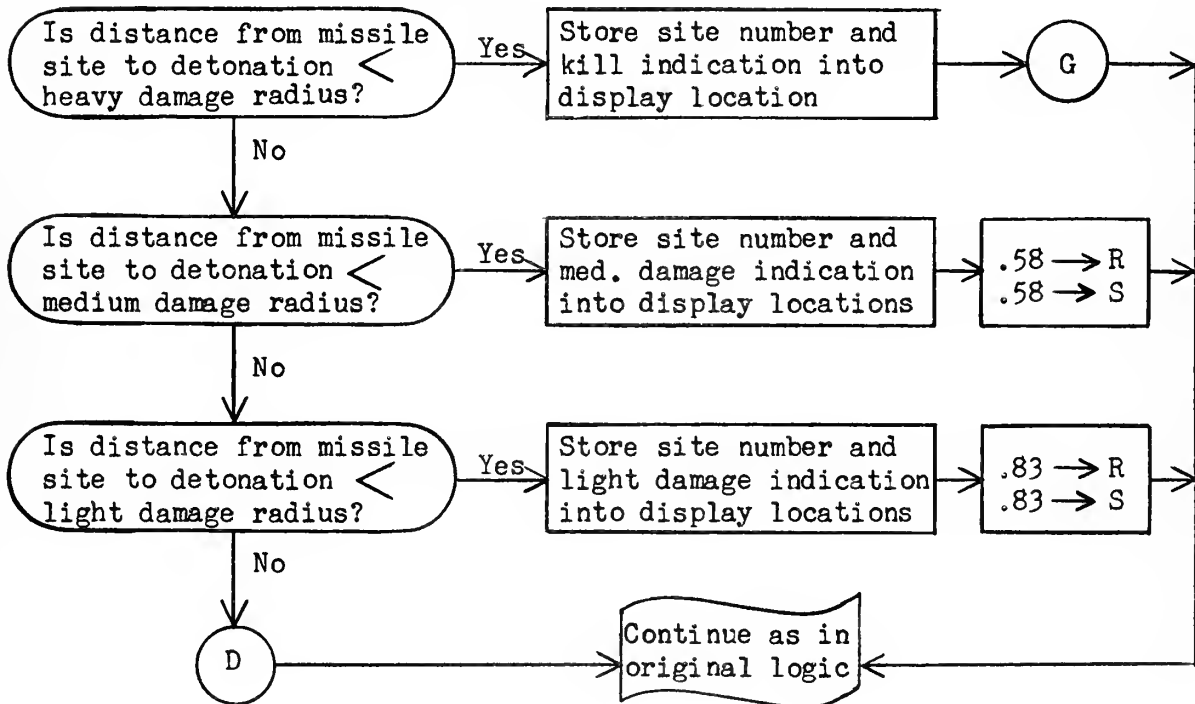 Is distance from missile
site to detonation <
heavy damage radius?
Yes
Store site number and
kill indication into
display location
G
No
Is distance from missile
site to detonation <
medium damage radius?
Yes
Store site number and
med. damage indication
into display locations
.58 → R
.58 → S
No
Is distance from missile
site to detonation <
light damage radius?
Yes
Store site number and
light damage indication
into display locations
.83 → R
.83 → S
No
D
Continue as in
original logic